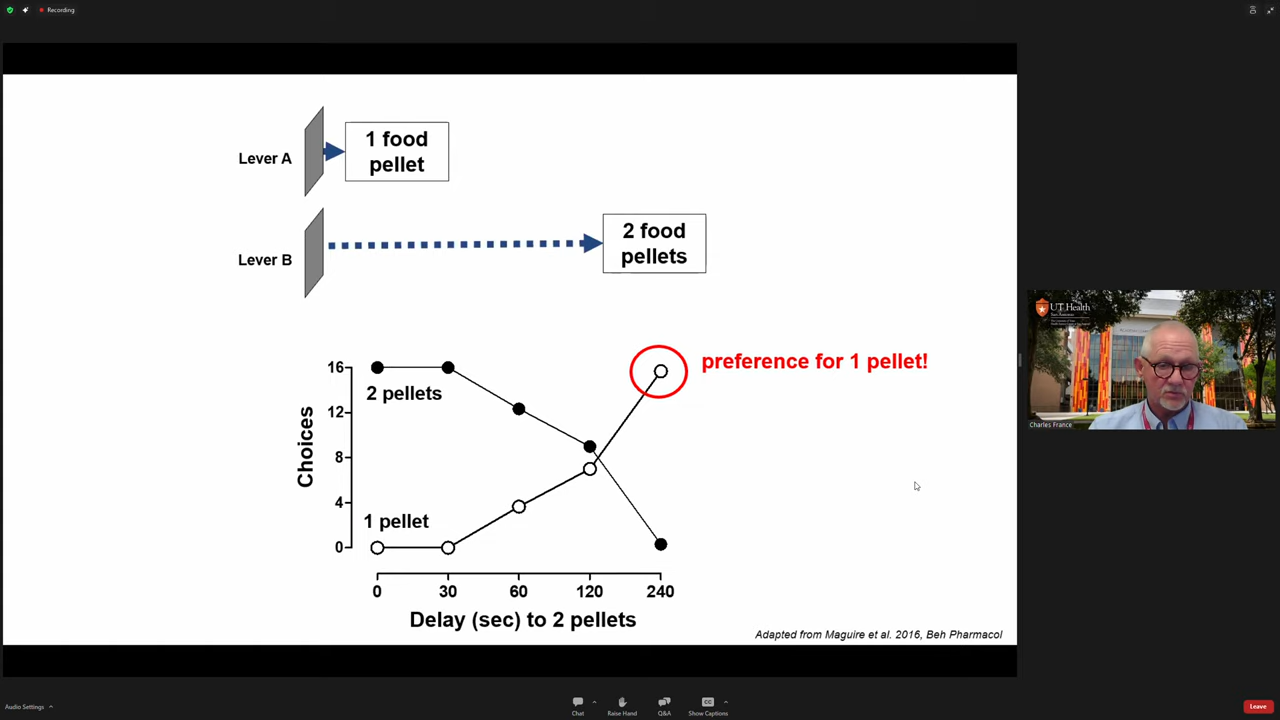 Recording
Lever A
1 food
pellet
Lever B
2 food
pellets
preference for 1 pellet!
Choices
16
12
8
4
0
2 pellets
1 pellet
0 30 60 120 240
Delay (sec) to 2 pellets
Adapted from Maguire et al. 2016, Beh Pharmacol
UT Health
San Antonio
Charles France
Audio Settings
Chat
Raise Hand
Q&A
CC
Show Captions
Leave